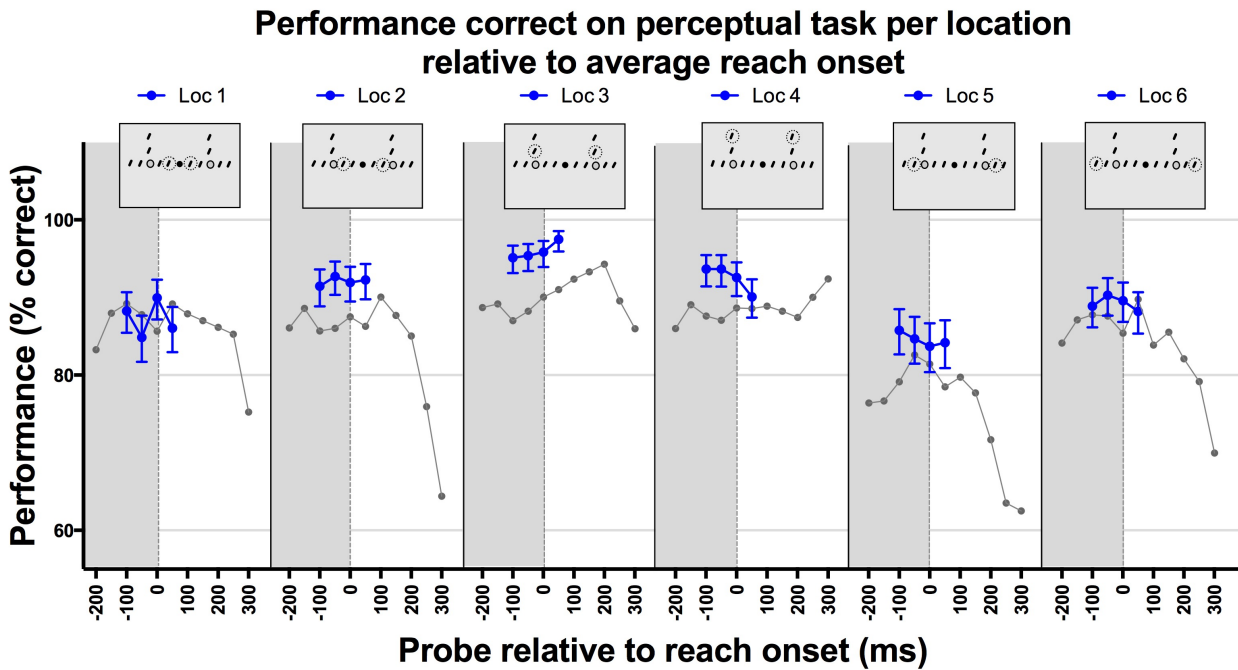 Performance correct on perceptual task per location
relative to average reach onset
Loc 1 Loc 2 Loc 3 Loc 4 Loc 5 Loc 6
Performance (% correct)
100
80
60
-200 -100 0 100 200 300 -200 -100 0 100 200 300 -200 -100 0 100 200 300 -200 -100 0 100 200 300 -200 -100 0 100 200 300 -200 -100 0 100 200 300
Probe relative to reach onset (ms)